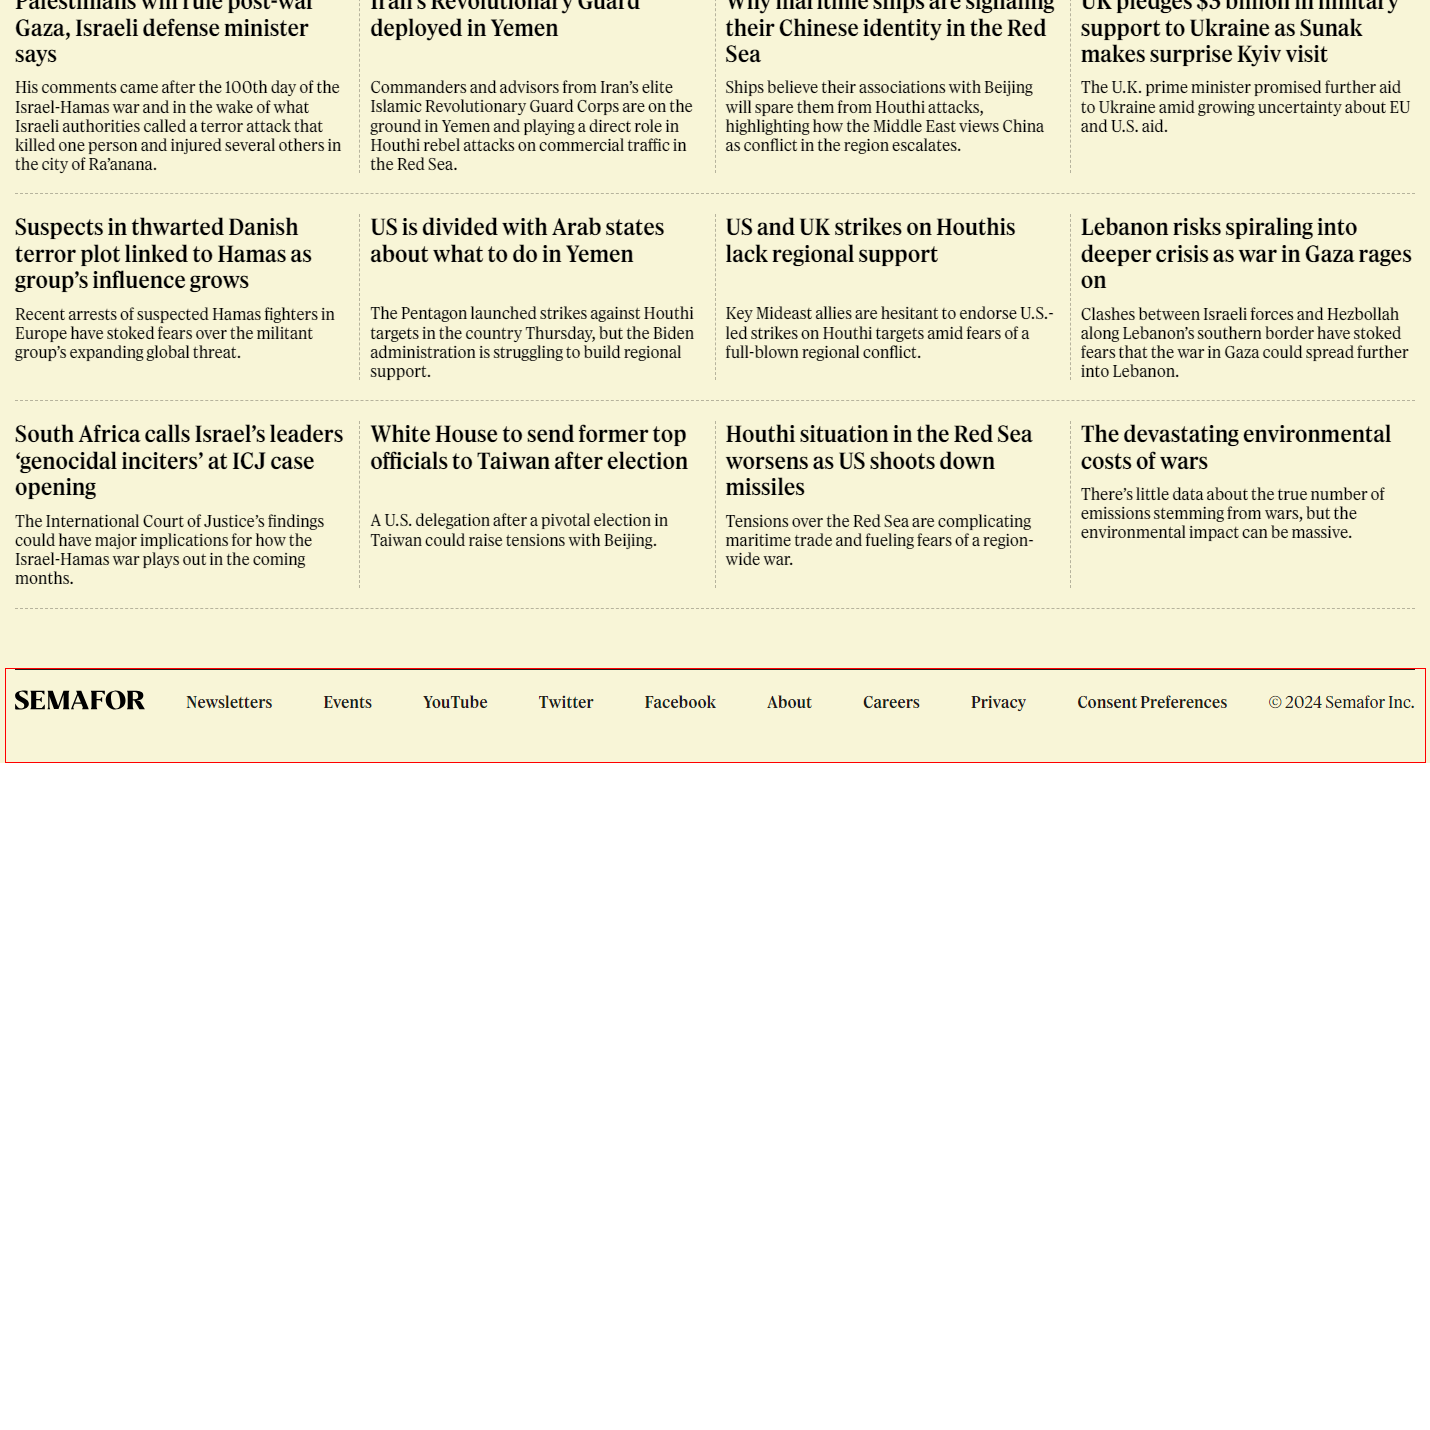 Palestinians will rule post-war
Gaza, Israeli defense minister
says
His comments came after the 100th day of the
Israel-Hamas war and in the wake of what
Israeli authorities called a terror attack that
killed one person and injured several others in
the city of Ra’anana.
Iran’s Revolutionary Guard
deployed in Yemen
Commanders and advisors from Iran’s elite
Islamic Revolutionary Guard Corps are on the
ground in Yemen and playing a direct role in
Houthi rebel attacks on commercial traffic in
the Red Sea.
Why maritime ships are signaling
their Chinese identity in the Red
Sea
Ships believe their associations with Beijing
will spare them from Houthi attacks,
highlighting how the Middle East views China
as conflict in the region escalates.
UK pledges $3 billion in military
support to Ukraine as Sunak
makes surprise Kyiv visit
The U.K. prime minister promised further aid
to Ukraine amid growing uncertainty about EU
and U.S. aid.
Suspects in thwarted Danish
terror plot linked to Hamas as
group’s influence grows
Recent arrests of suspected Hamas fighters in
Europe have stoked fears over the militant
group’s expanding global threat.
US is divided with Arab states
about what to do in Yemen
The Pentagon launched strikes against Houthi
targets in the country Thursday, but the Biden
administration is struggling to build regional
support.
US and UK strikes on Houthis
lack regional support
Key Mideast allies are hesitant to endorse U.S.-
led strikes on Houthi targets amid fears of a
full-blown regional conflict.
Lebanon risks spiraling into
deeper crisis as war in Gaza rages
on
Clashes between Israeli forces and Hezbollah
along Lebanon’s southern border have stoked
fears that the war in Gaza could spread further
into Lebanon.
South Africa calls Israel’s leaders
‘genocidal inciters’ at ICJ case
opening
The International Court of Justice’s findings
could have major implications for how the
Israel-Hamas war plays out in the coming
months.
White House to send former top
officials to Taiwan after election
A U.S. delegation after a pivotal election in
Taiwan could raise tensions with Beijing.
Houthi situation in the Red Sea
worsens as US shoots down
missiles
Tensions over the Red Sea are complicating
maritime trade and fueling fears of a region-
wide war.
The devastating environmental
costs of wars
There’s little data about the true number of
emissions stemming from wars, but the
environmental impact can be massive.
SEMAFOR Newsletters Events YouTube Twitter Facebook About Careers Privacy Consent Preferences © 2024 Semafor Inc.